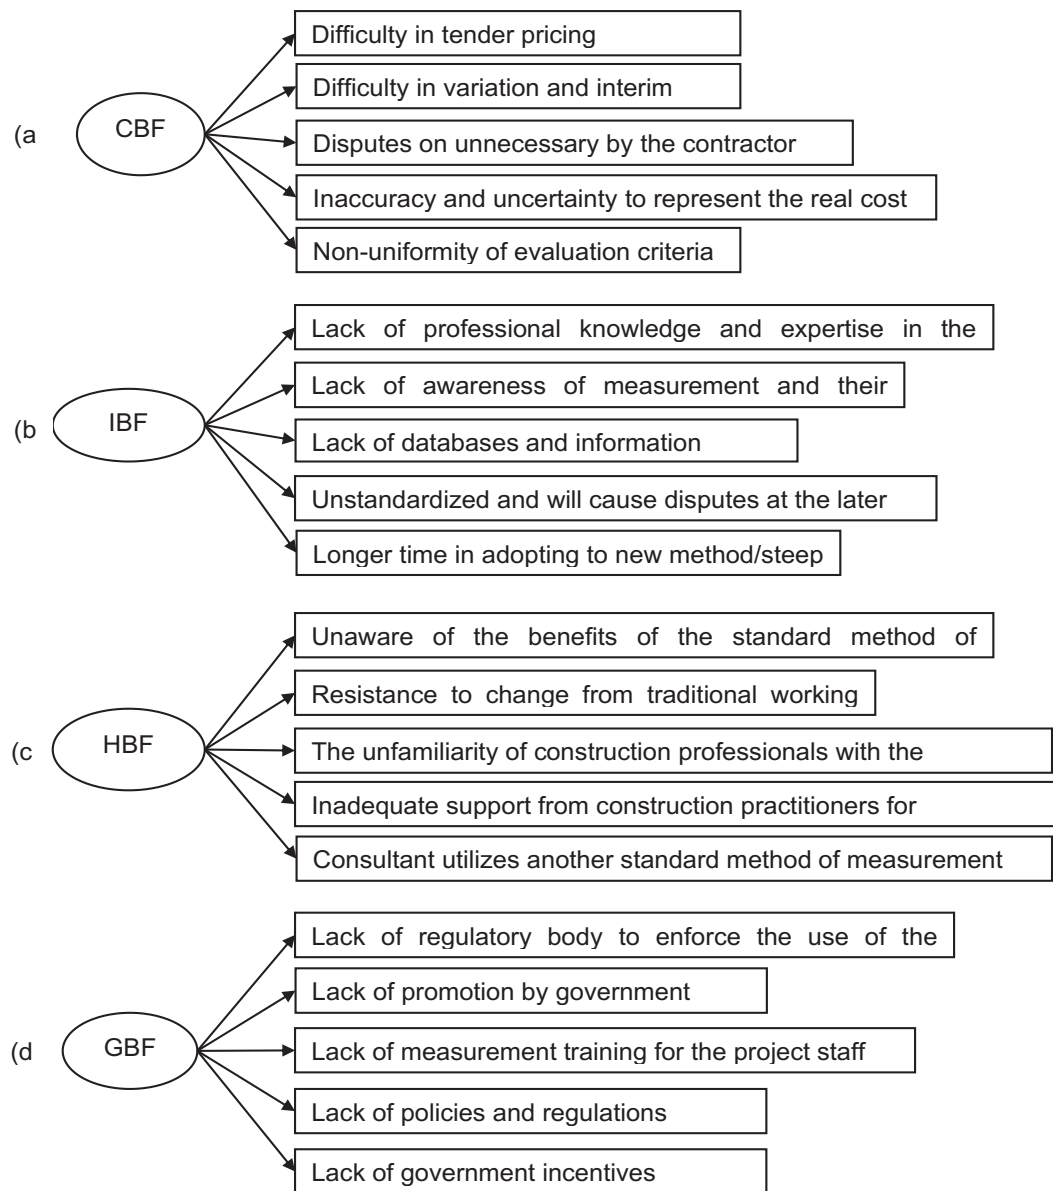 Difficulty in tender pricing
Difficulty in variation and interim
(a
CBF
Disputes on unnecessary by the contractor
Inaccuracy and uncertainty to represent the real cost
Non-uniformity of evaluation criteria
Lack of professional knowledge and expertise in the
Lack of awareness of measurement and their
(b
IBF
Lack of databases and information
Unstandardized and will cause disputes at the later
Longer time in adopting to new method/steep
Unaware of the benefits of the standard method of
Resistance to change from traditional working
(c
HBF
The unfamiliarity of construction professionals with the
Inadequate support from construction practitioners for
Consultant utilizes another standard method of measurement
Lack of regulatory body to enforce the use of the
Lack of promotion by government
(d
GBF
Lack of measurement training for the project staff
Lack of policies and regulations
Lack of government incentives